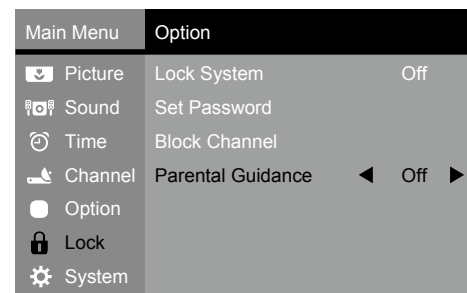 Main Menu
Option
Picture
Sound
Time
Channel
Option
Lock
System
Lock System Off
Set Password
Block Channel
Parental Guidance Off